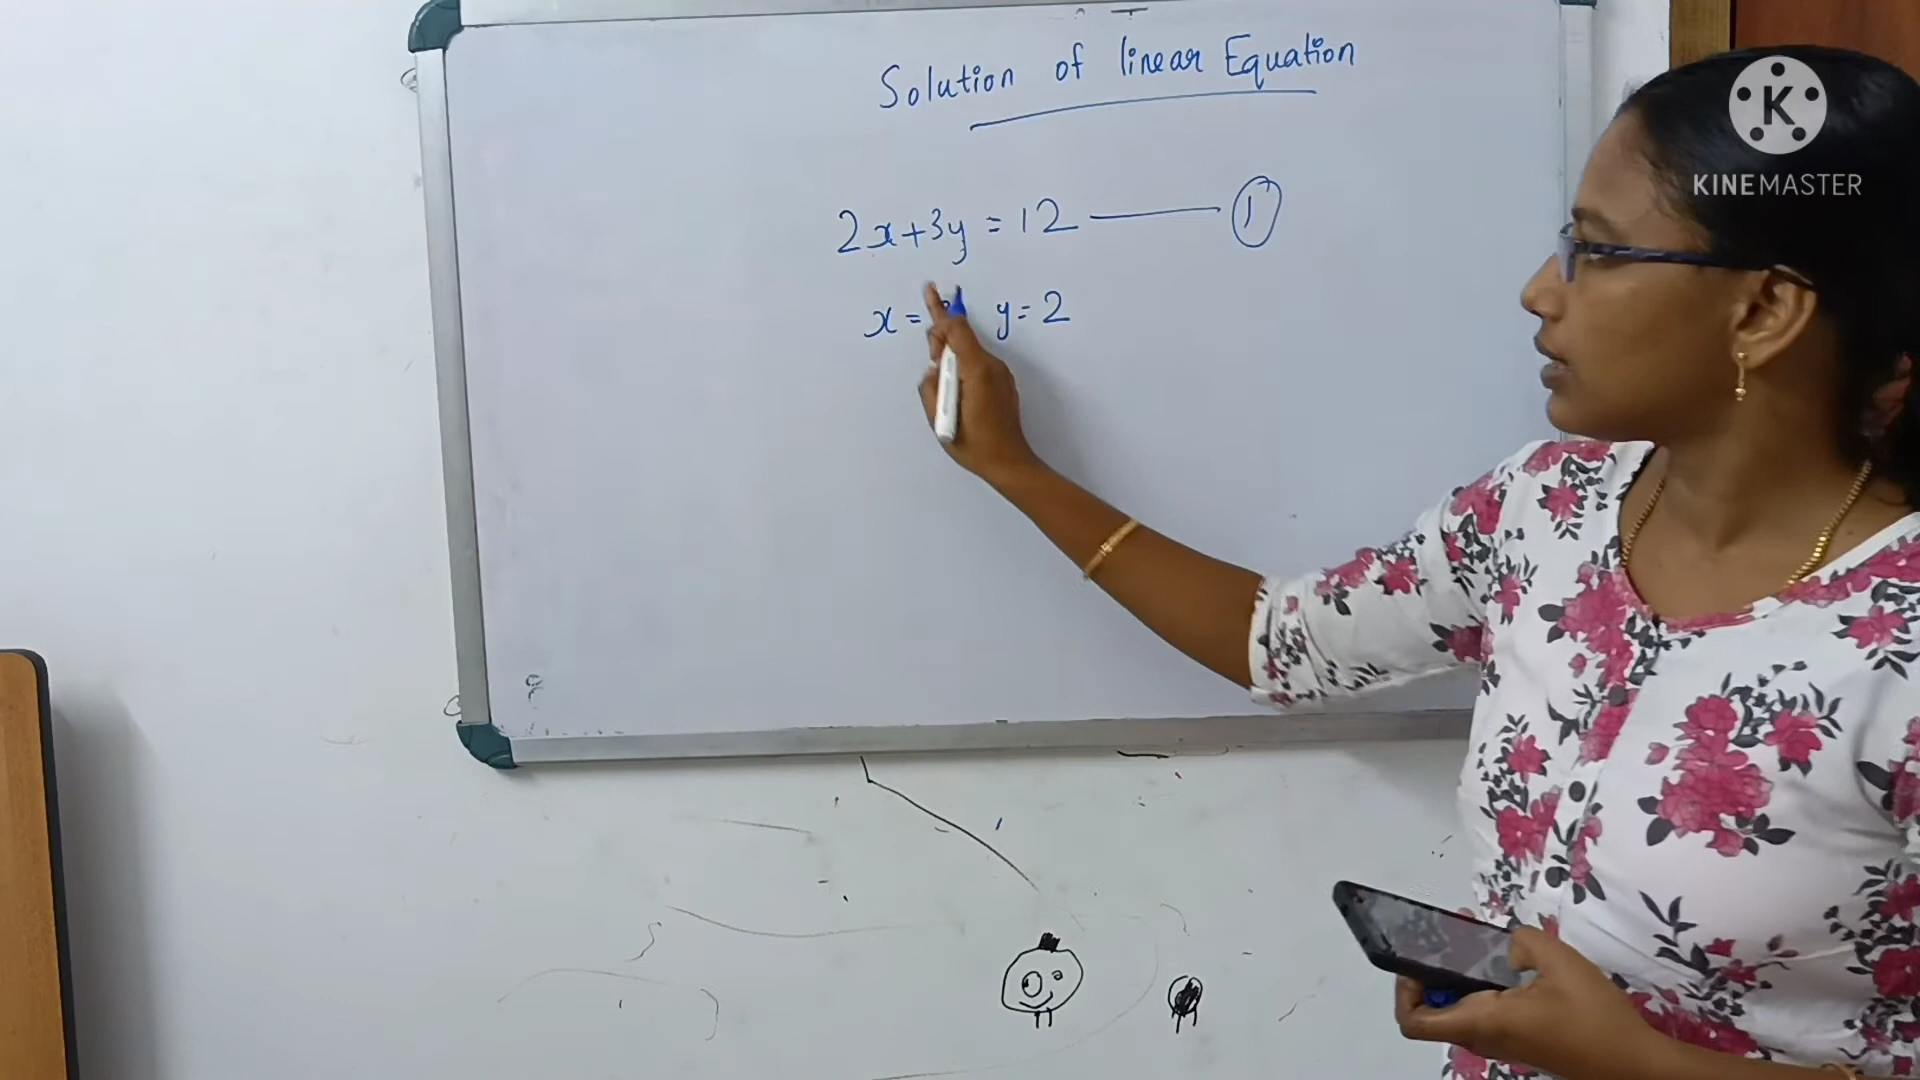 Solution of linear Equation
2x+3y = 12 ——— 1
x = y = 2
KINEMASTER